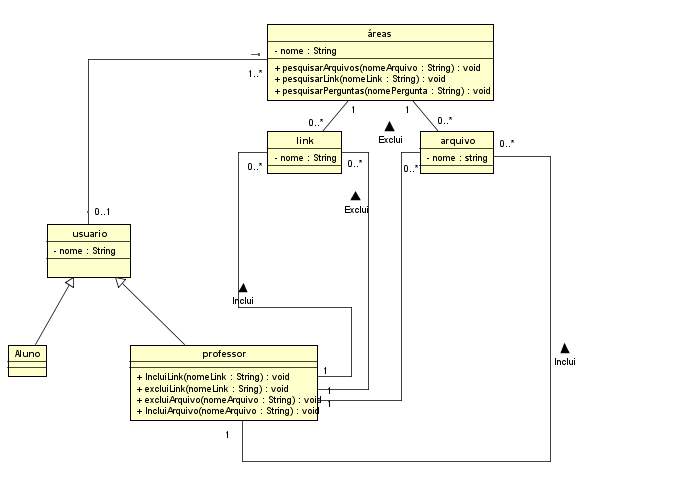 áreas
- nome : String
+ pesquisarArquivos(nomeArquivo : String) : void
+ pesquisarLink(nomeLink : String) : void
+ pesquisarPerguntas(nomePergunta : String) : void
1..*
1
1
0..*
0..*
Exclui
link
- nome : String
arquivo
- nome : string
0..*
0..*
0..*
0..*
Exclui
0..1
usuario
- nome : String
Inclui
Aluno
professor
+ IncluiLink(nomeLink : String) : void
+ excluiLink(nomeLink : Sring) : void
+ excluiArquivo(nomeArquivo : String) : void
+ IncluiArquivo(nomeArquivo : String) : void
1
1
1
Inclui
1